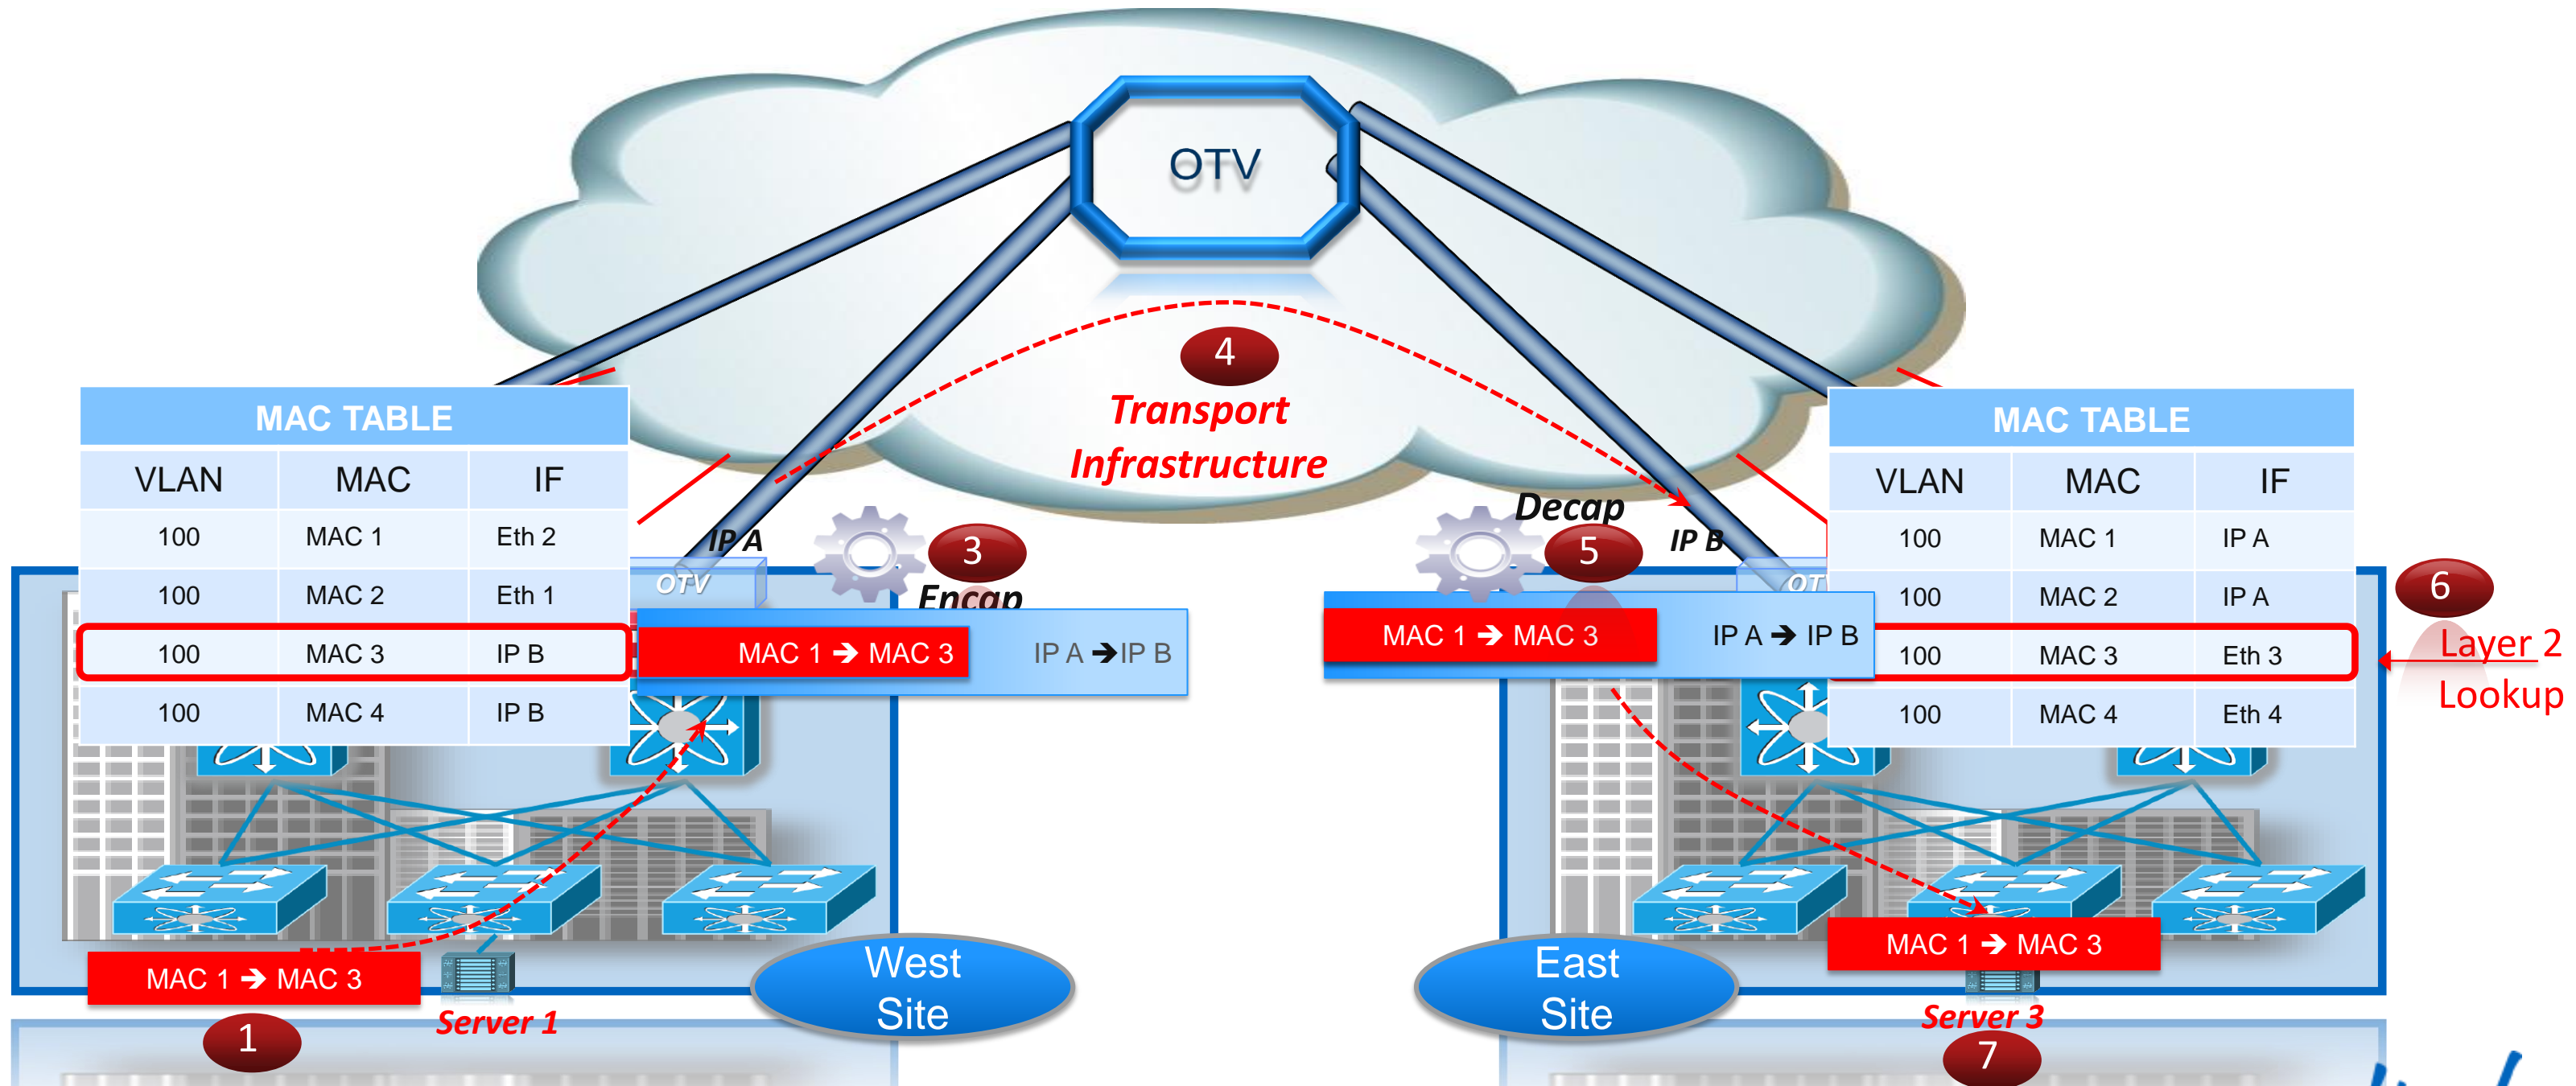 OTV
4
Transport
Infrastructure
MAC TABLE
VLAN MAC IF
100 MAC 1 Eth 2
100 MAC 2 Eth 1
100 MAC 3 IP B
100 MAC 4 IP B
IP A
OTV
3
Encap
MAC 1 → MAC 3 IP A → IP B
Decap
5
IP B
OTV
MAC 1 → MAC 3 IP A → IP B
MAC TABLE
VLAN MAC IF
100 MAC 1 IP A
100 MAC 2 IP A
100 MAC 3 Eth 3
100 MAC 4 Eth 4
6
Layer 2
Lookup
MAC 1 → MAC 3
Server 1
1
West
Site
East
Site
MAC 1 → MAC 3
Server 3
7